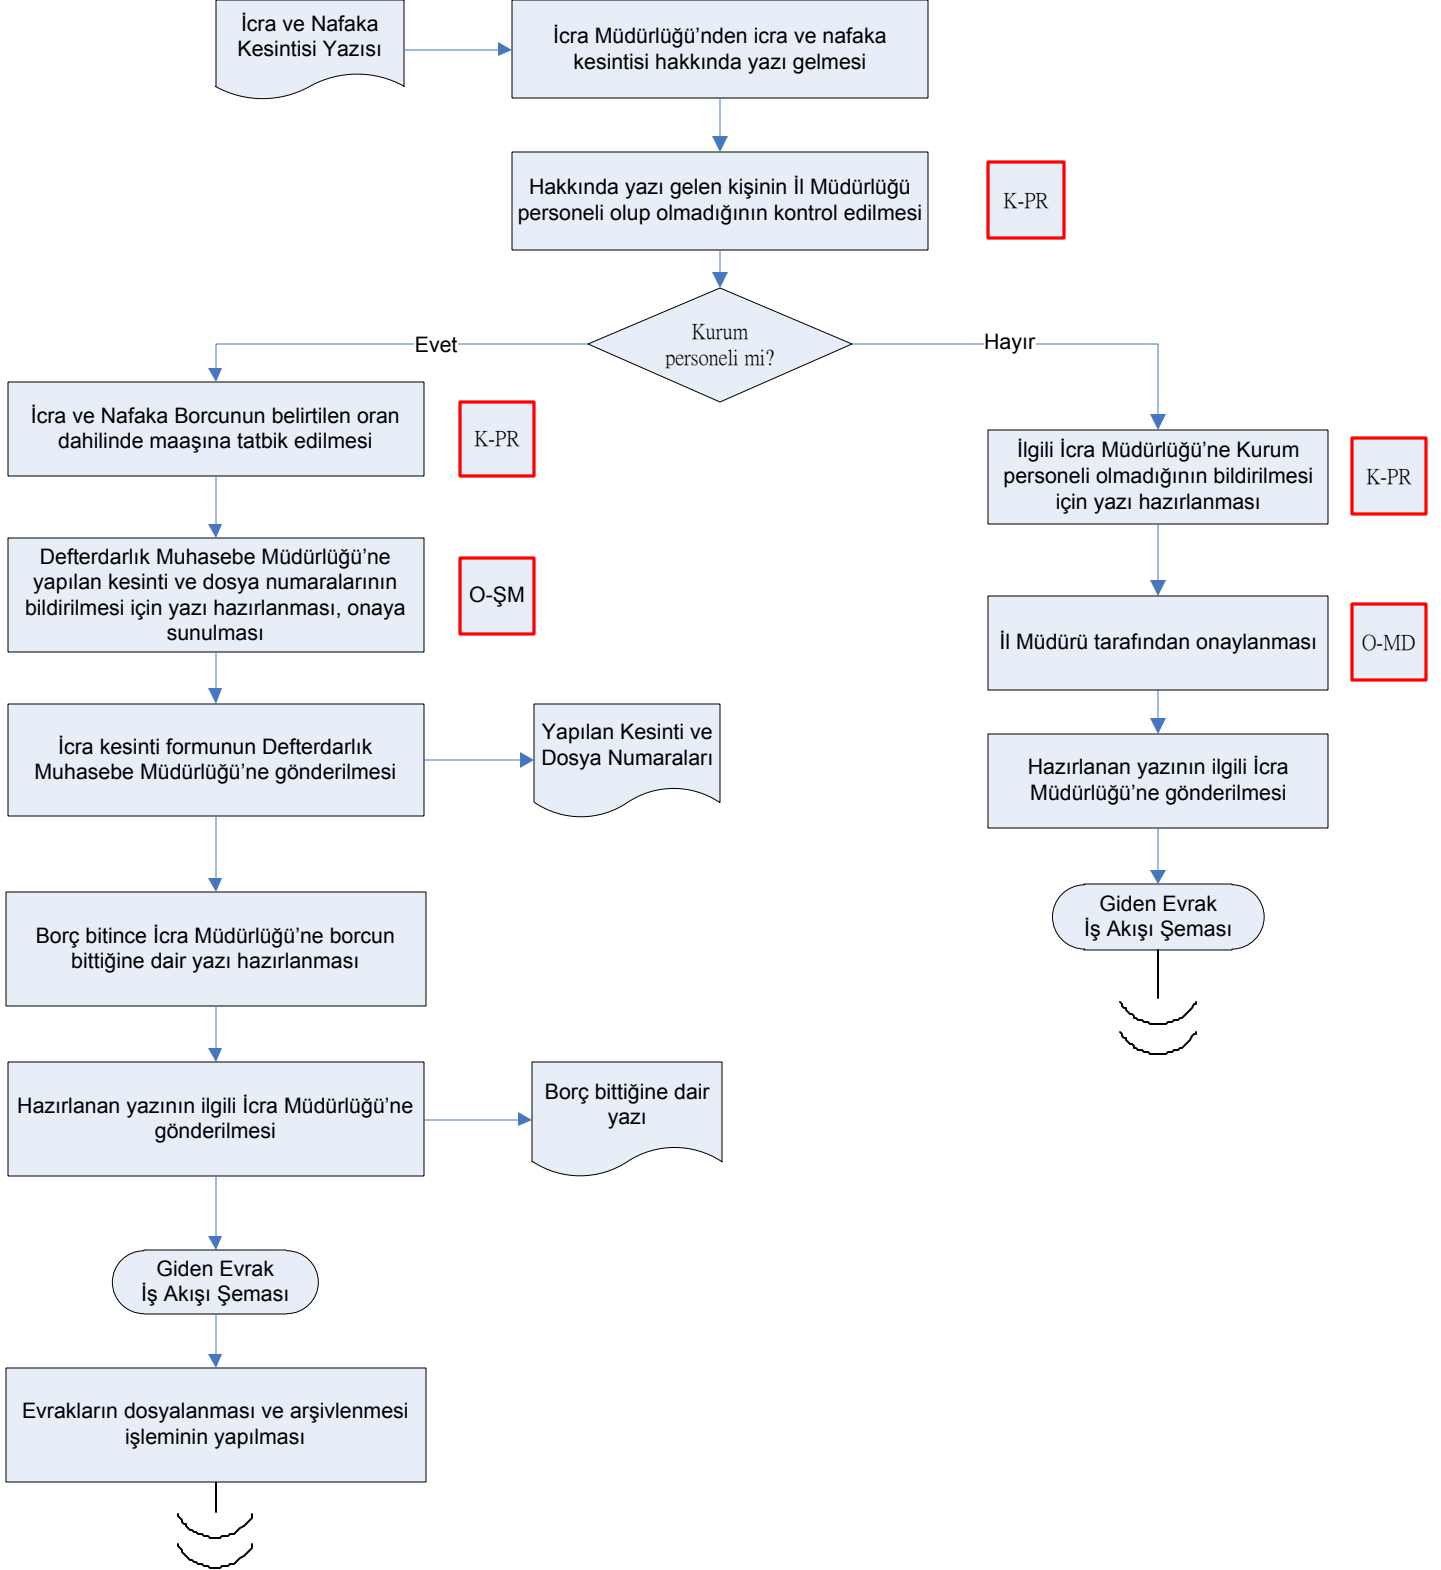 İcra ve Nafaka
Kesintisi Yazısı
İcra Müdürlüğü’nden icra ve nafaka
kesintisi hakkında yazı gelmesi
Hakkında yazı gelen kişinin İl Müdürlüğü
personeli olup olmadığının kontrol edilmesi
K-PR
Kurum
personeli mi?
Evet
Hayır
İcra ve Nafaka Borcunun belirtilen oran
dahilinde maaşına tatbik edilmesi
K-PR
İlgili İcra Müdürlüğü’ne Kurum
personeli olmadığının bildirilmesi
için yazı hazırlanması
K-PR
Defterdarlık Muhasebe Müdürlüğü’ne
yapılan kesinti ve dosya numaralarının
bildirilmesi için yazı hazırlanması, onaya
sunulması
O-ŞM
İl Müdürü tarafından onaylanması
O-MD
İcra kesinti formunun Defterdarlık
Muhasebe Müdürlüğü’ne gönderilmesi
Yapılan Kesinti ve
Dosya Numaraları
Hazırlanan yazının ilgili İcra
Müdürlüğü’ne gönderilmesi
Giden Evrak
İş Akışı Şeması
Borç bitince İcra Müdürlüğü’ne borcun
bittiğine dair yazı hazırlanması
Hazırlanan yazının ilgili İcra Müdürlüğü’ne
gönderilmesi
Borç bittiğine dair
yazı
Giden Evrak
İş Akışı Şeması
Evrakların dosyalanması ve arşivlenmesi
işleminin yapılması